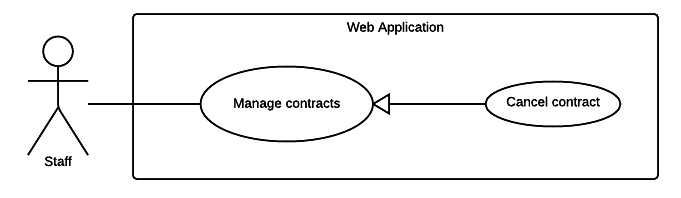 Web Application
Manage contracts
Cancel contract
Staff